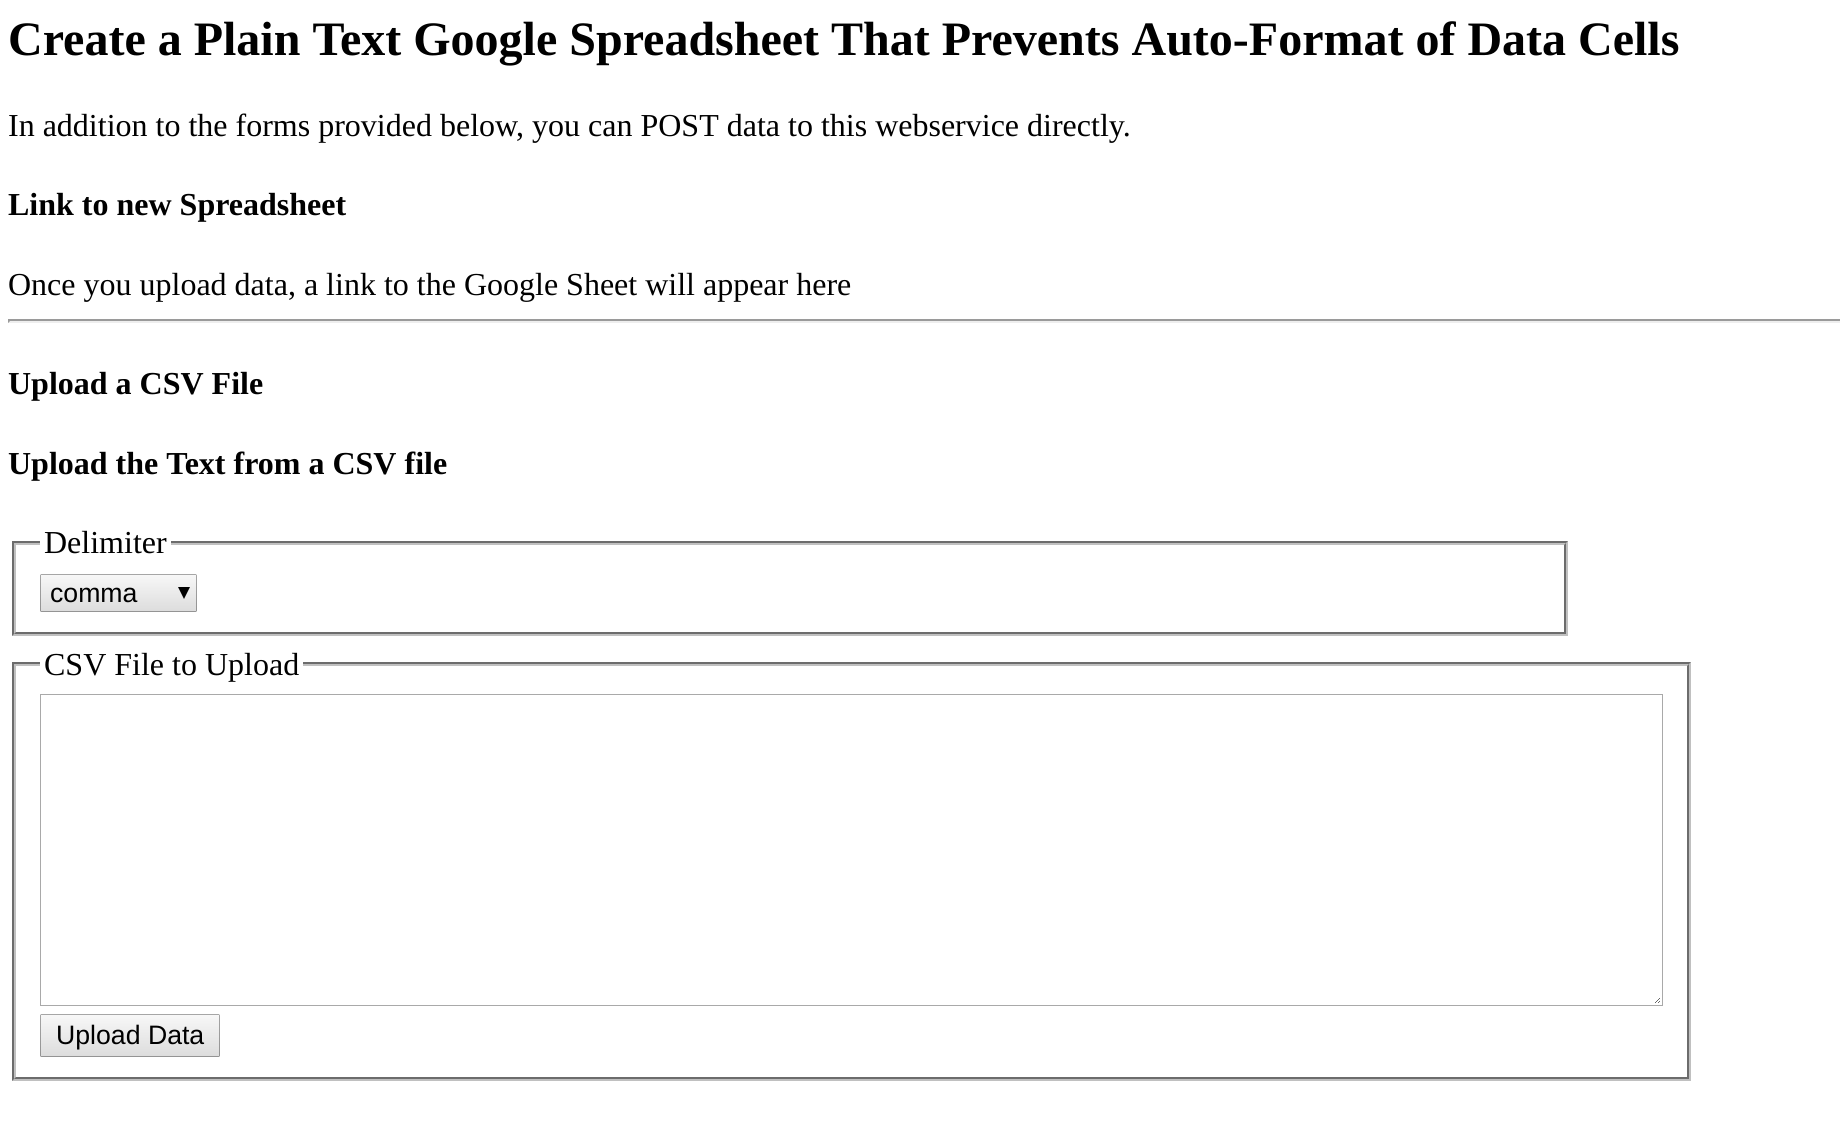 Create a Plain Text Google Spreadsheet That Prevents Auto-Format of Data Cells
In addition to the forms provided below, you can POST data to this webservice directly.
Link to new Spreadsheet
Once you upload data, a link to the Google Sheet will appear here
Upload a CSV File
Upload the Text from a CSV file
Delimiter
comma
CSV File to Upload
Upload Data